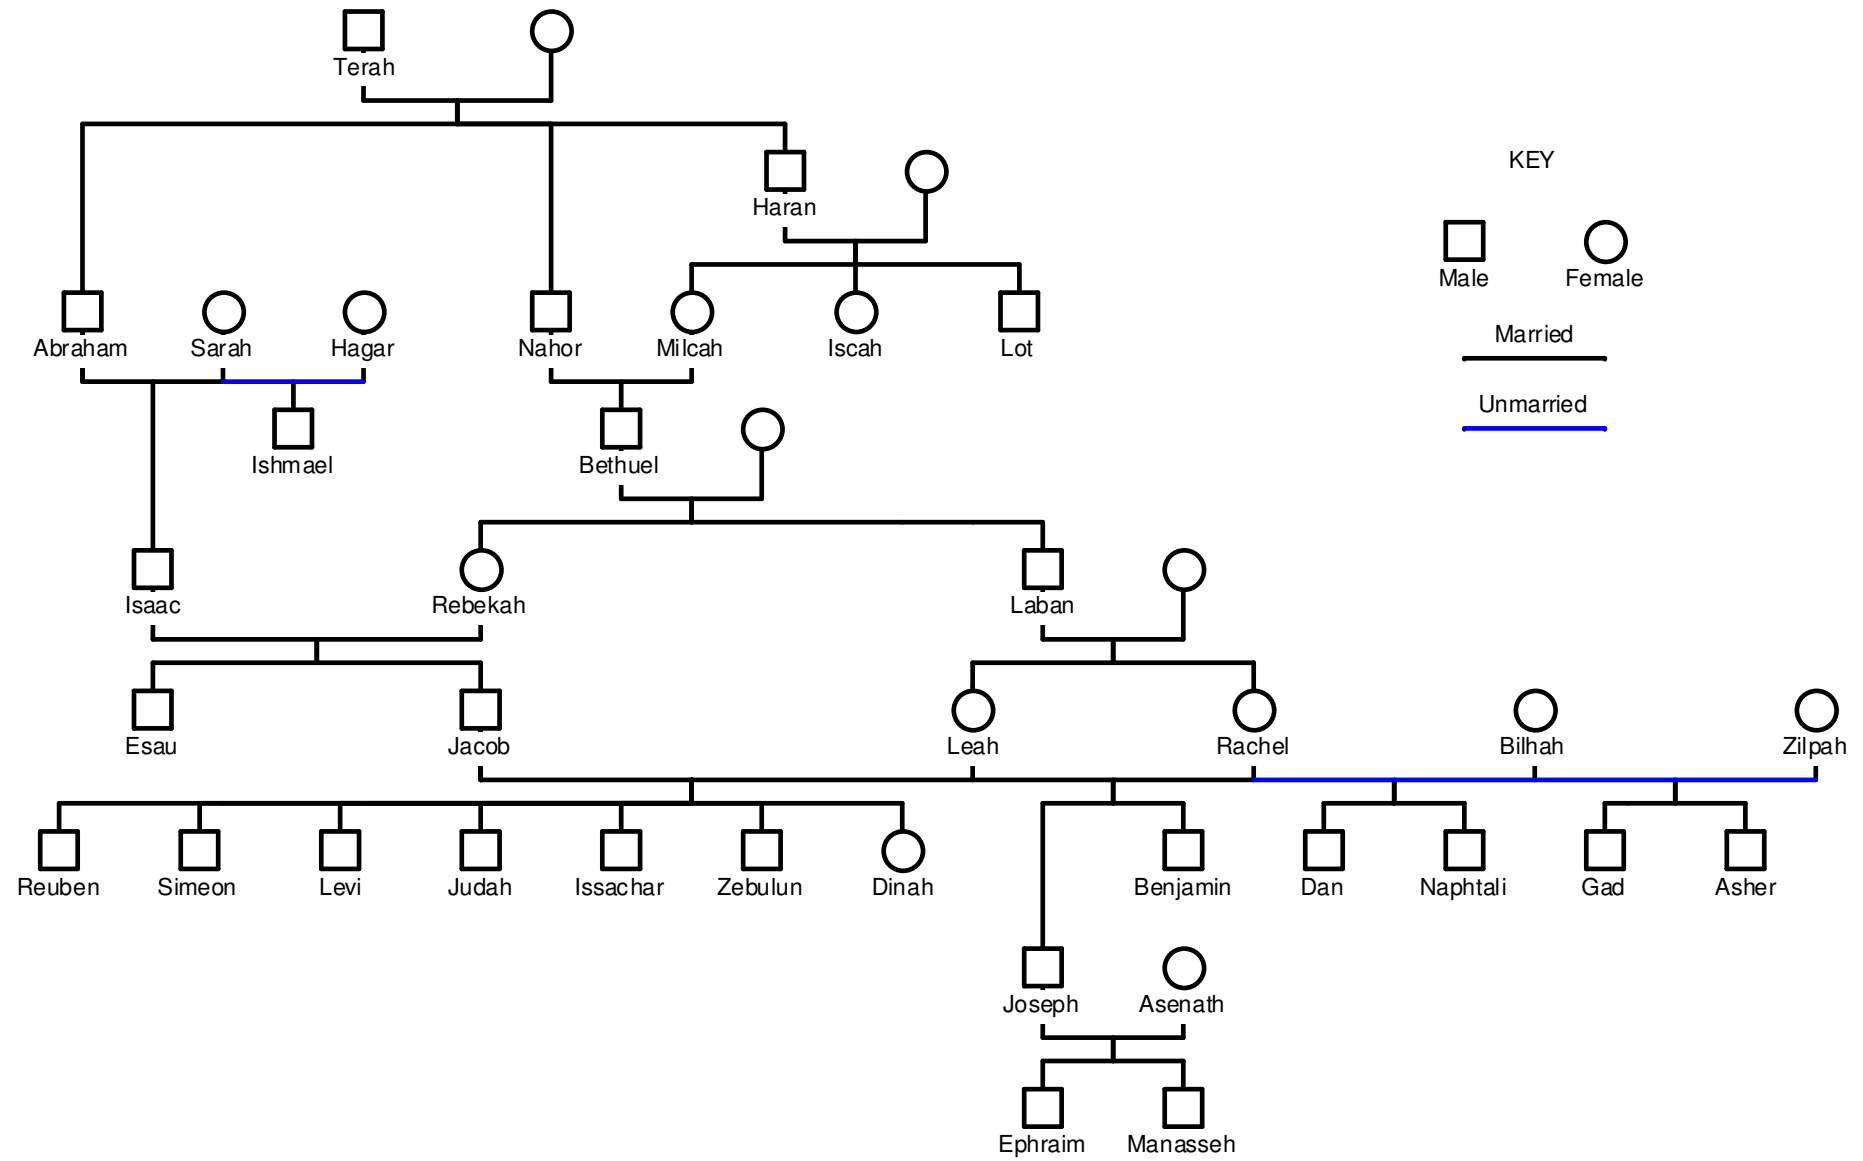 Terah
KEY
Haran
Male Female
Married
Abraham Sarah Hagar Nahor Milcah Iscah Lot
Unmarried
Ishmael Bethuel
Isaac Rebekah Laban
Esau Jacob Leah Rachel Bilhah Zilpah
Reuben Simeon Levi Judah Issachar Zebulun Dinah Benjamin Dan Naphtali Gad Asher
Joseph Asenath
Ephraim Manasseh